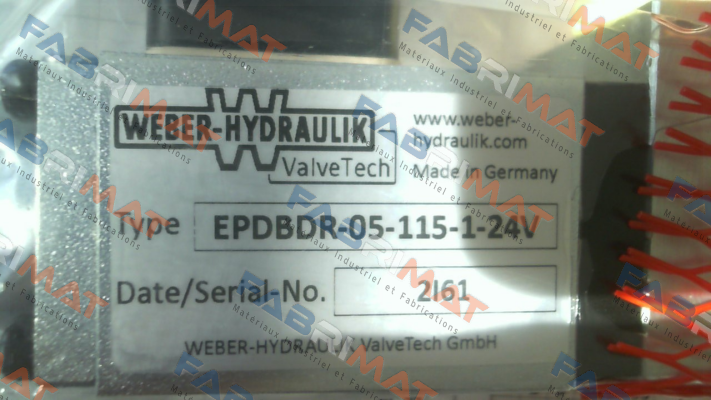 WEBER-HYDRAULIK
ValveTech
www.weber-
hydraulik.com
Made in Germany
Type EPDBDR-05-115-1-24V
Date/Serial-No. 2I61
WEBER-HYDRAULIK ValveTech GmbH
FABRIMAT
Materiaux Industriel et Fabrications